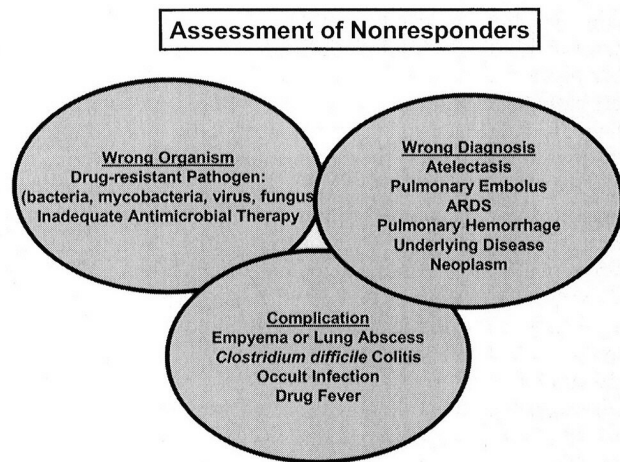 Assessment of Nonresponders
Wrong Organism
Drug-resistant Pathogen:
(bacteria, mycobacteria, virus, fungus
Inadequate Antimicrobial Therapy
Wrong Diagnosis
Atelectasis
Pulmonary Embolus
ARDS
Pulmonary Hemorrhage
Underlying Disease
Neoplasm
Complication
Empyema or Lung Abscess
Clostridium difficile Colitis
Occult Infection
Drug Fever